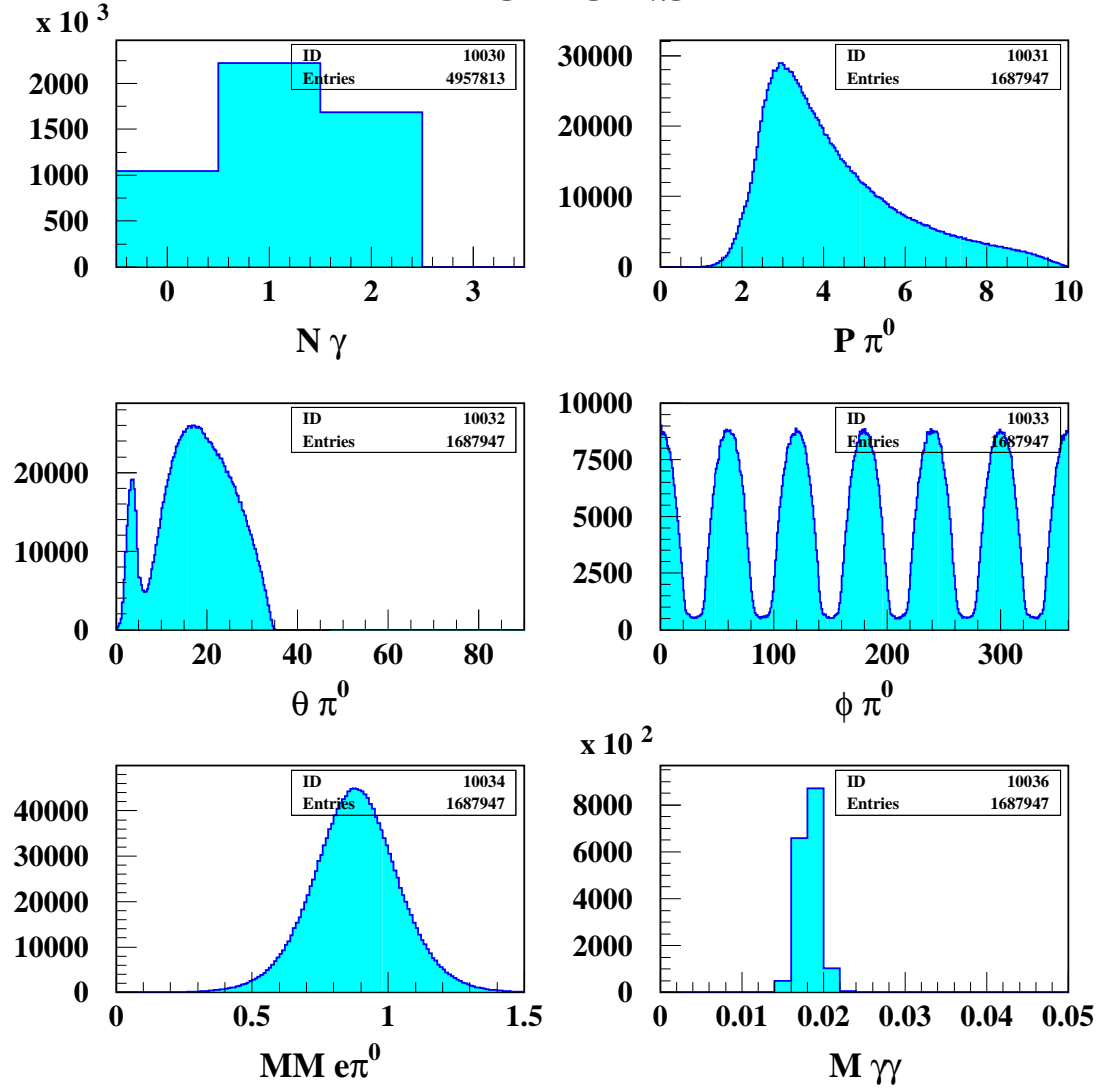 x 10 3
ID 10030
Entries 4957813
2000
1500
1000
500
0
0 1 2 3
N γ
ID 10031
Entries 1687947
30000
20000
10000
0
0 2 4 6 8 10
P π0
ID 10032
Entries 1687947
20000
10000
0
0 20 40 60 80
θ π0
ID 10033
Entries 1687947
10000
7500
5000
2500
0
0 100 200 300
ϕ π0
ID 10034
Entries 1687947
40000
30000
20000
10000
0
0 0.5 1 1.5
MM eπ0
x 10 2
ID 10036
Entries 1687947
8000
6000
4000
2000
0
0 0.01 0.02 0.03 0.04 0.05
M γγ